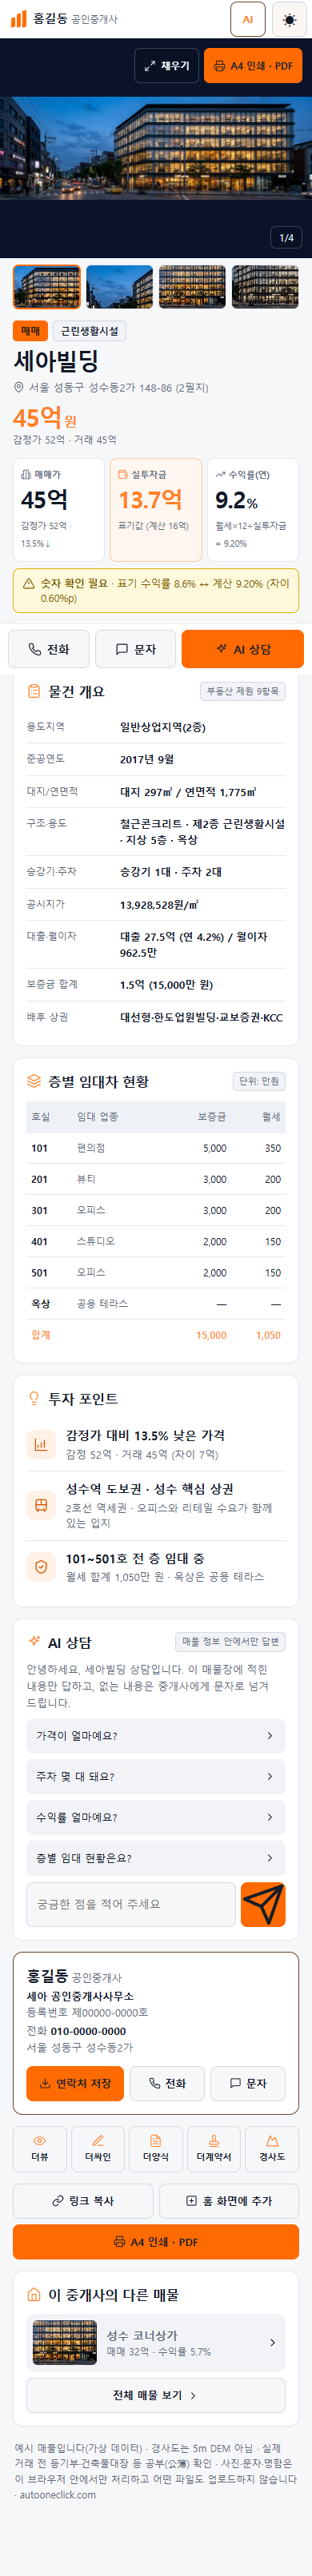 홍길동 공인중개사
AI
채우기
A4 인쇄 · PDF
1/4
매매
근린생활시설
세아빌딩
서울 성동구 성수동2가 148-86 (2필지)
45억원
감정가 52억 · 거래 45억
매매가
45억
감정가 52억 ·
13.5%↓
실투자금
13.7억
표기값 (계산 16억)
수익률(연)
9.2%
월세×12÷실투자금
= 9.20%
숫자 확인 필요 · 표기 수익률 8.6% ↔ 계산 9.20% (차이
0.60%p)
전화
문자
AI 상담
물건 개요
부동산 제원 9항목
용도지역 일반상업지역(2종)
준공연도 2017년 9월
대지/연면적 대지 297㎡ / 연면적 1,775㎡
구조·용도 철근콘크리트 · 제2종 근린생활시설
· 지상 5층 · 옥상
승강기·주차 승강기 1대 · 주차 2대
공시지가 13,928,528원/㎡
대출·월이자 대출 27.5억 (연 4.2%) / 월이자
962.5만
보증금 합계 1.5억 (15,000만 원)
배후 상권 대선형·한도업원빌딩·교보증권·KCC
층별 임대차 현황
단위: 만원
호실 임대 업종 보증금 월세
101 편의점 5,000 350
201 뷰티 3,000 200
301 오피스 3,000 200
401 스튜디오 2,000 150
501 오피스 2,000 150
옥상 공용 테라스 — —
합계 15,000 1,050
투자 포인트
감정가 대비 13.5% 낮은 가격
감정 52억 · 거래 45억 (차이 7억)
성수역 도보권 · 성수 핵심 상권
2호선 역세권 · 오피스와 리테일 수요가 함께
있는 입지
101~501호 전 층 임대 중
월세 합계 1,050만 원 · 옥상은 공용 테라스
AI 상담
매물 정보 안에서만 답변
안녕하세요, 세아빌딩 상담입니다. 이 매물장에 적힌
내용만 답하고, 없는 내용은 중개사에게 문자로 넘겨
드립니다.
가격이 얼마예요?
주차 몇 대 돼요?
수익률 얼마예요?
층별 임대 현황은요?
궁금한 점을 적어 주세요
홍길동 공인중개사
세아 공인중개사사무소
등록번호 제00000-0000호
전화 010-0000-0000
서울 성동구 성수동2가
연락처 저장
전화
문자
더뷰
더싸인
더양식
더계약서
경사도
링크 복사
홈 화면에 추가
A4 인쇄 · PDF
이 중개사의 다른 매물
성수 코너상가
매매 32억 · 수익률 5.7%
전체 매물 보기
예시 매물입니다(가상 데이터) · 경사도는 5m DEM 아님 · 실제
거래 전 등기부·건축물대장 등 공부(公簿) 확인 · 사진·문자·명함은
이 브라우저 안에서만 처리하고 어떤 파일도 업로드하지 않습니다
· autooneclick.com